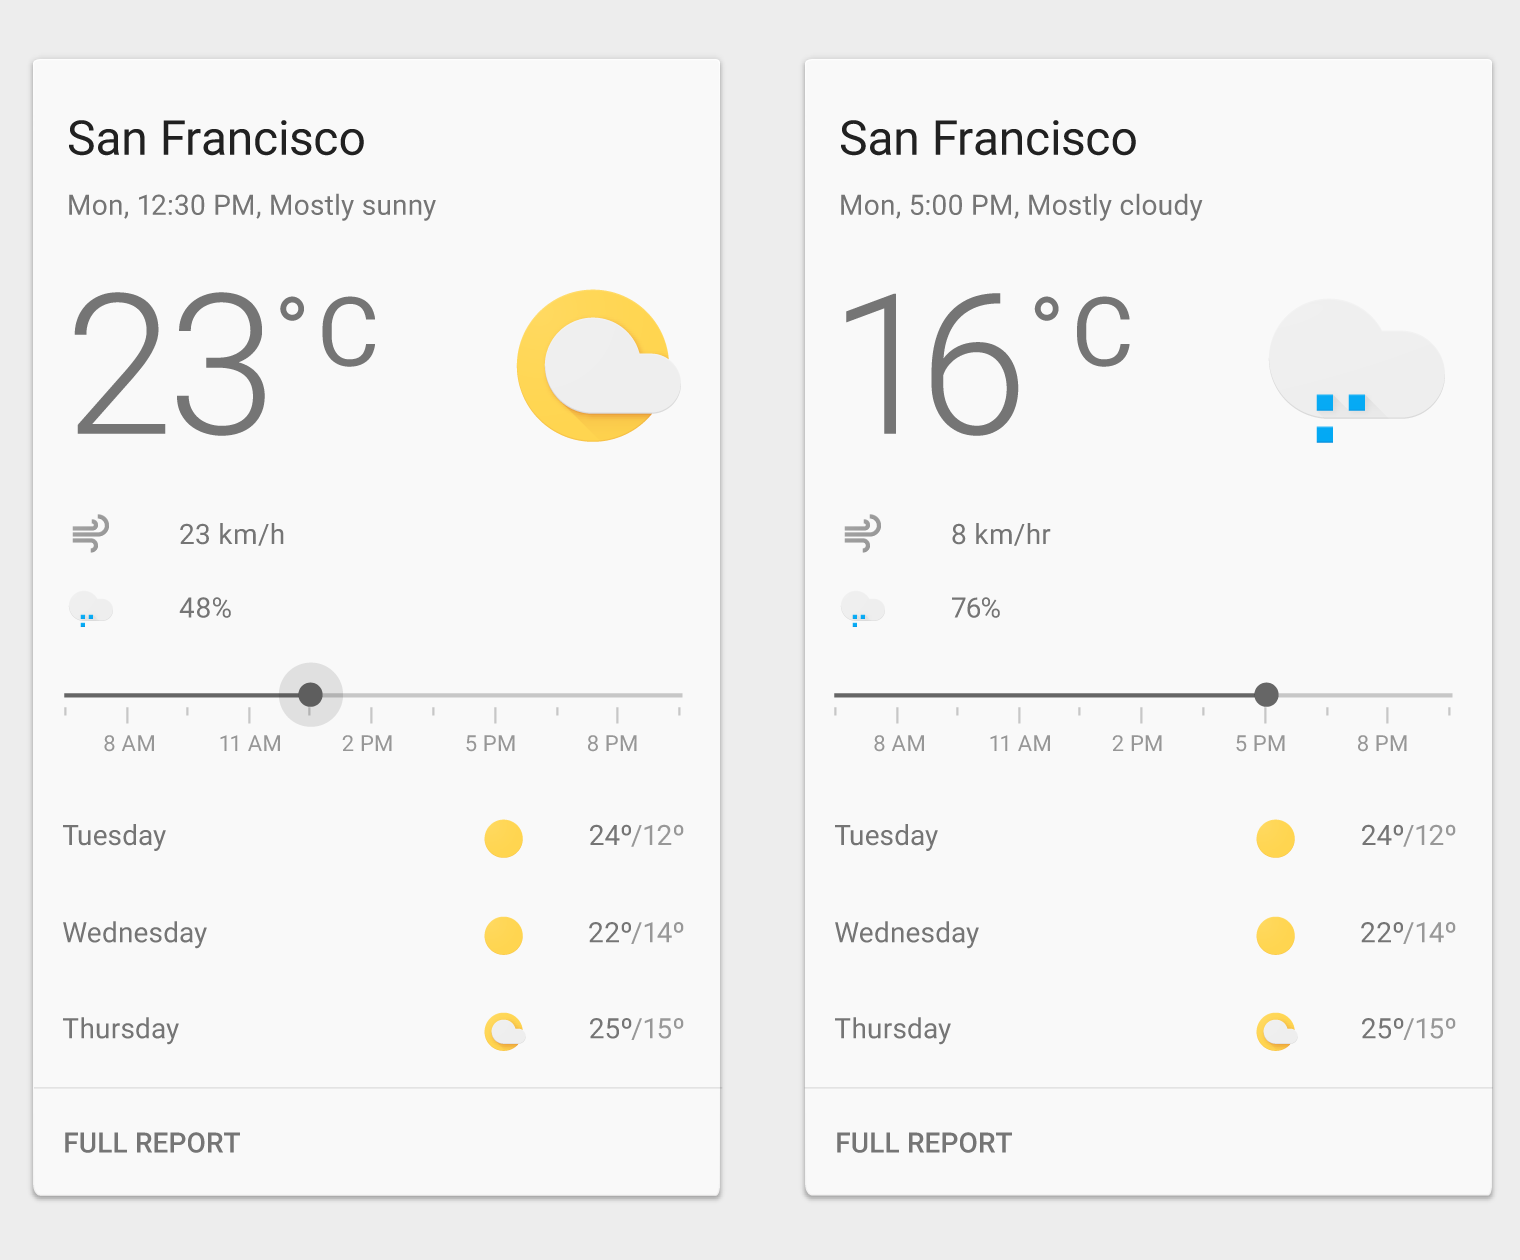 San Francisco
Mon, 12:30 PM, Mostly sunny
23°C
23 km/h
48%
8 AM 11 AM 2 PM 5 PM 8 PM
Tuesday 24º/12º
Wednesday 22º/14º
Thursday 25º/15º
FULL REPORT
San Francisco
Mon, 5:00 PM, Mostly cloudy
16°C
8 km/hr
76%
8 AM 11 AM 2 PM 5 PM 8 PM
Tuesday 24º/12º
Wednesday 22º/14º
Thursday 25º/15º
FULL REPORT